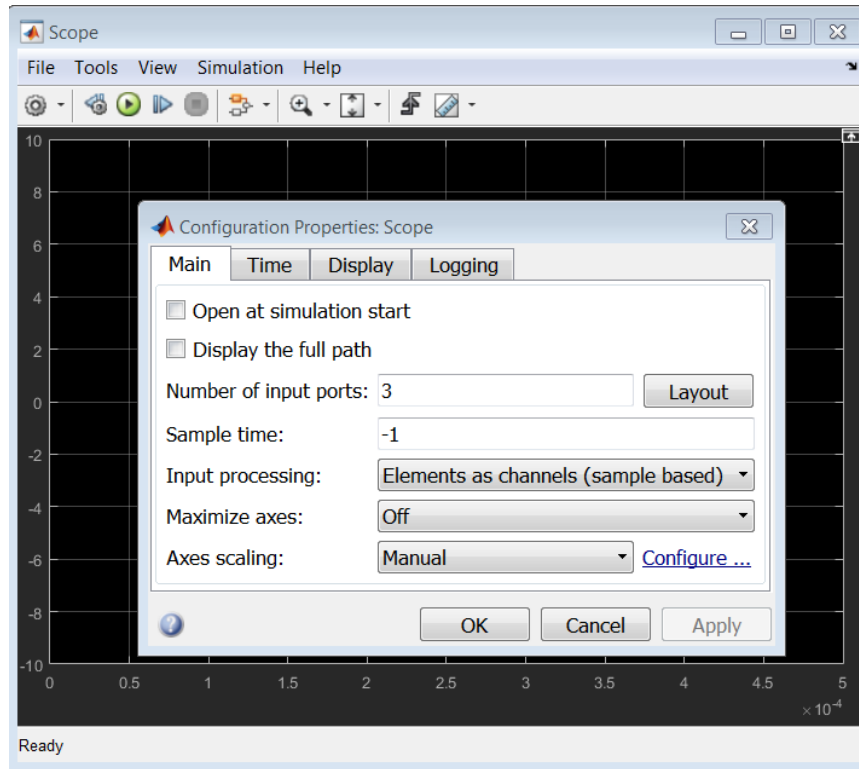 Scope
File Tools View Simulation Help
10
8
6
4
2
0
-2
-4
-6
-8
-10
Configuration Properties: Scope
Main Time Display Logging
Open at simulation start
Display the full path
Number of input ports: 3 Layout
Sample time: -1
Input processing: Elements as channels (sample based)
Maximize axes: Off
Axes scaling: Manual Configure ...
? OK Cancel Apply
0 0.5 1 1.5 2 2.5 3 3.5 4 4.5 5
× 10⁻⁴
Ready